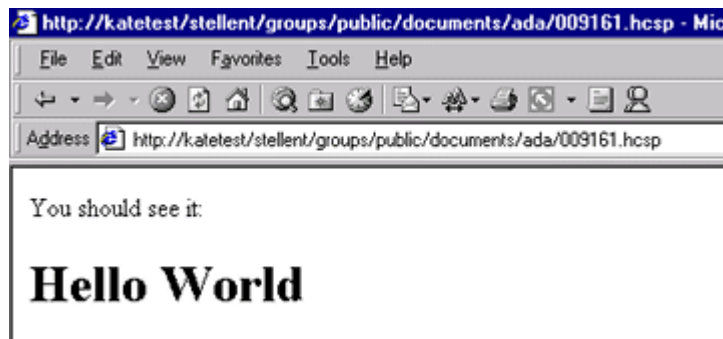 http://katetest/stellent/groups/public/documents/ada/009161.hcsp - Mic
File Edit View Favorites Tools Help
Address http://katetest/stellent/groups/public/documents/ada/009161.hcsp
You should see it:
Hello World